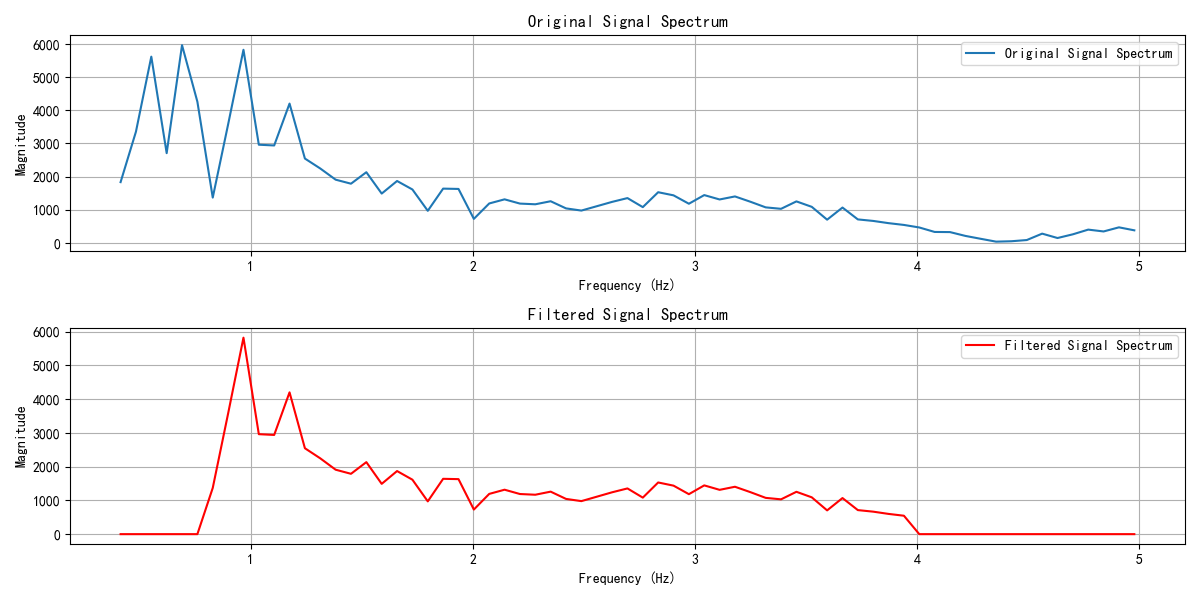 Original Signal Spectrum
6000
5000
4000
3000
2000
1000
0
Magnitude
Original Signal Spectrum
1 2 3 4 5
Frequency (Hz)
Filtered Signal Spectrum
6000
5000
4000
3000
2000
1000
0
Magnitude
Filtered Signal Spectrum
1 2 3 4 5
Frequency (Hz)